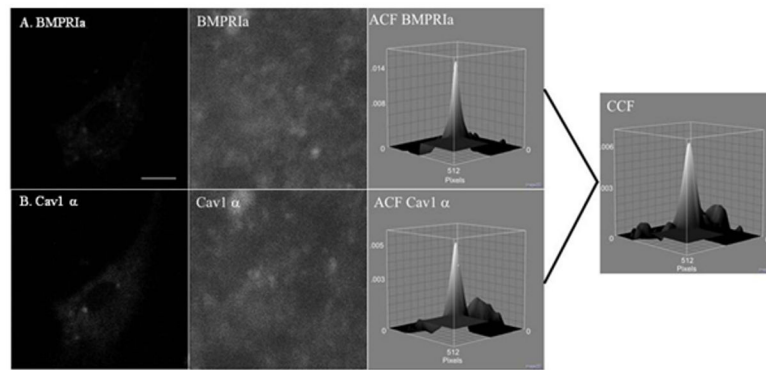 A. BMPRIa
BMPRIa
ACF BMPRIa
.014
.008
0
0
512
Pixels
CCF
.006
.003
0
512
Pixels
B. Cav1 α
Cav1 α
ACF Cav1 α
.005
.003
0
0
512
Pixels